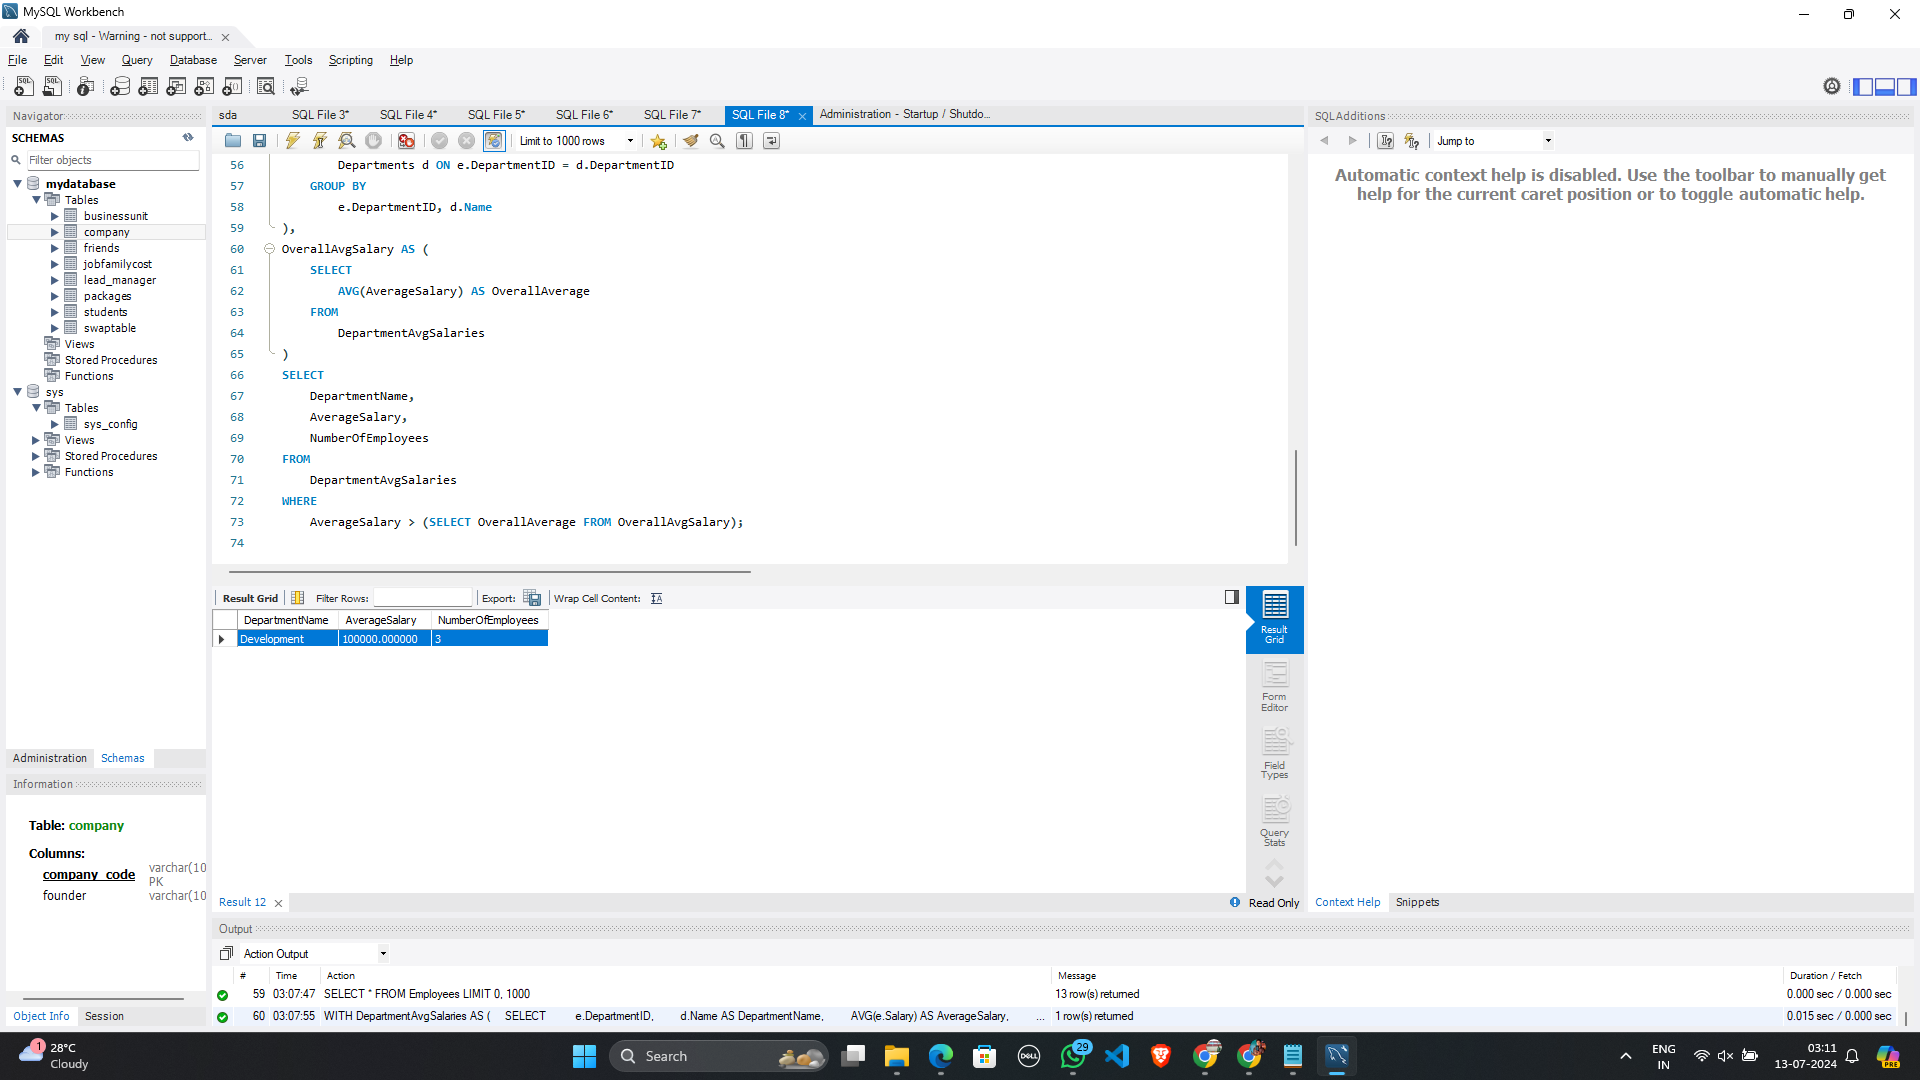 MySQL Workbench
my sql - Warning - not support...
File Edit View Query Database Server Tools Scripting Help
Navigator
SCHEMAS
Filter objects
mydatabase
Tables
businessunit
company
friends
jobfamilycost
lead_manager
packages
students
swaptable
Views
Stored Procedures
Functions
sys
Tables
sys_config
Views
Stored Procedures
Functions
Administration Schemas
Information
Table: company
Columns:
company_code varchar(10
PK
founder varchar(10
Object Info Session
sda SQL File 3* SQL File 4* SQL File 5* SQL File 6* SQL File 7* SQL File 8* Administration - Startup / Shutdo...
Limit to 1000 rows
56 Departments d ON e.DepartmentID = d.DepartmentID
57 GROUP BY
58 e.DepartmentID, d.Name
59 ),
60 OverallAvgSalary AS (
61 SELECT
62 AVG(AverageSalary) AS OverallAverage
63 FROM
64 DepartmentAvgSalaries
65 )
66 SELECT
67 DepartmentName,
68 AverageSalary,
69 NumberOfEmployees
70 FROM
71 DepartmentAvgSalaries
72 WHERE
73 AverageSalary > (SELECT OverallAverage FROM OverallAvgSalary);
74
Result Grid Filter Rows: Export: Wrap Cell Content:
DepartmentName AverageSalary NumberOfEmployees
Development 100000.000000 3
Result
Grid
Form
Editor
Field
Types
Query
Stats
Result 12 Read Only
SQLAdditions
Jump to
Automatic context help is disabled. Use the toolbar to manually get
help for the current caret position or to toggle automatic help.
Context Help Snippets
Output
Action Output
# Time Action Message Duration / Fetch
59 03:07:47 SELECT * FROM Employees LIMIT 0, 1000 13 row(s) returned 0.000 sec / 0.000 sec
60 03:07:55 WITH DepartmentAvgSalaries AS ( SELECT e.DepartmentID, d.Name AS DepartmentName, AVG(e.Salary) AS AverageSalary, ... 1 row(s) returned 0.015 sec / 0.000 sec
1
28°C
Cloudy
Search
DELL
29
ENG
IN
03:11
13-07-2024
PRE